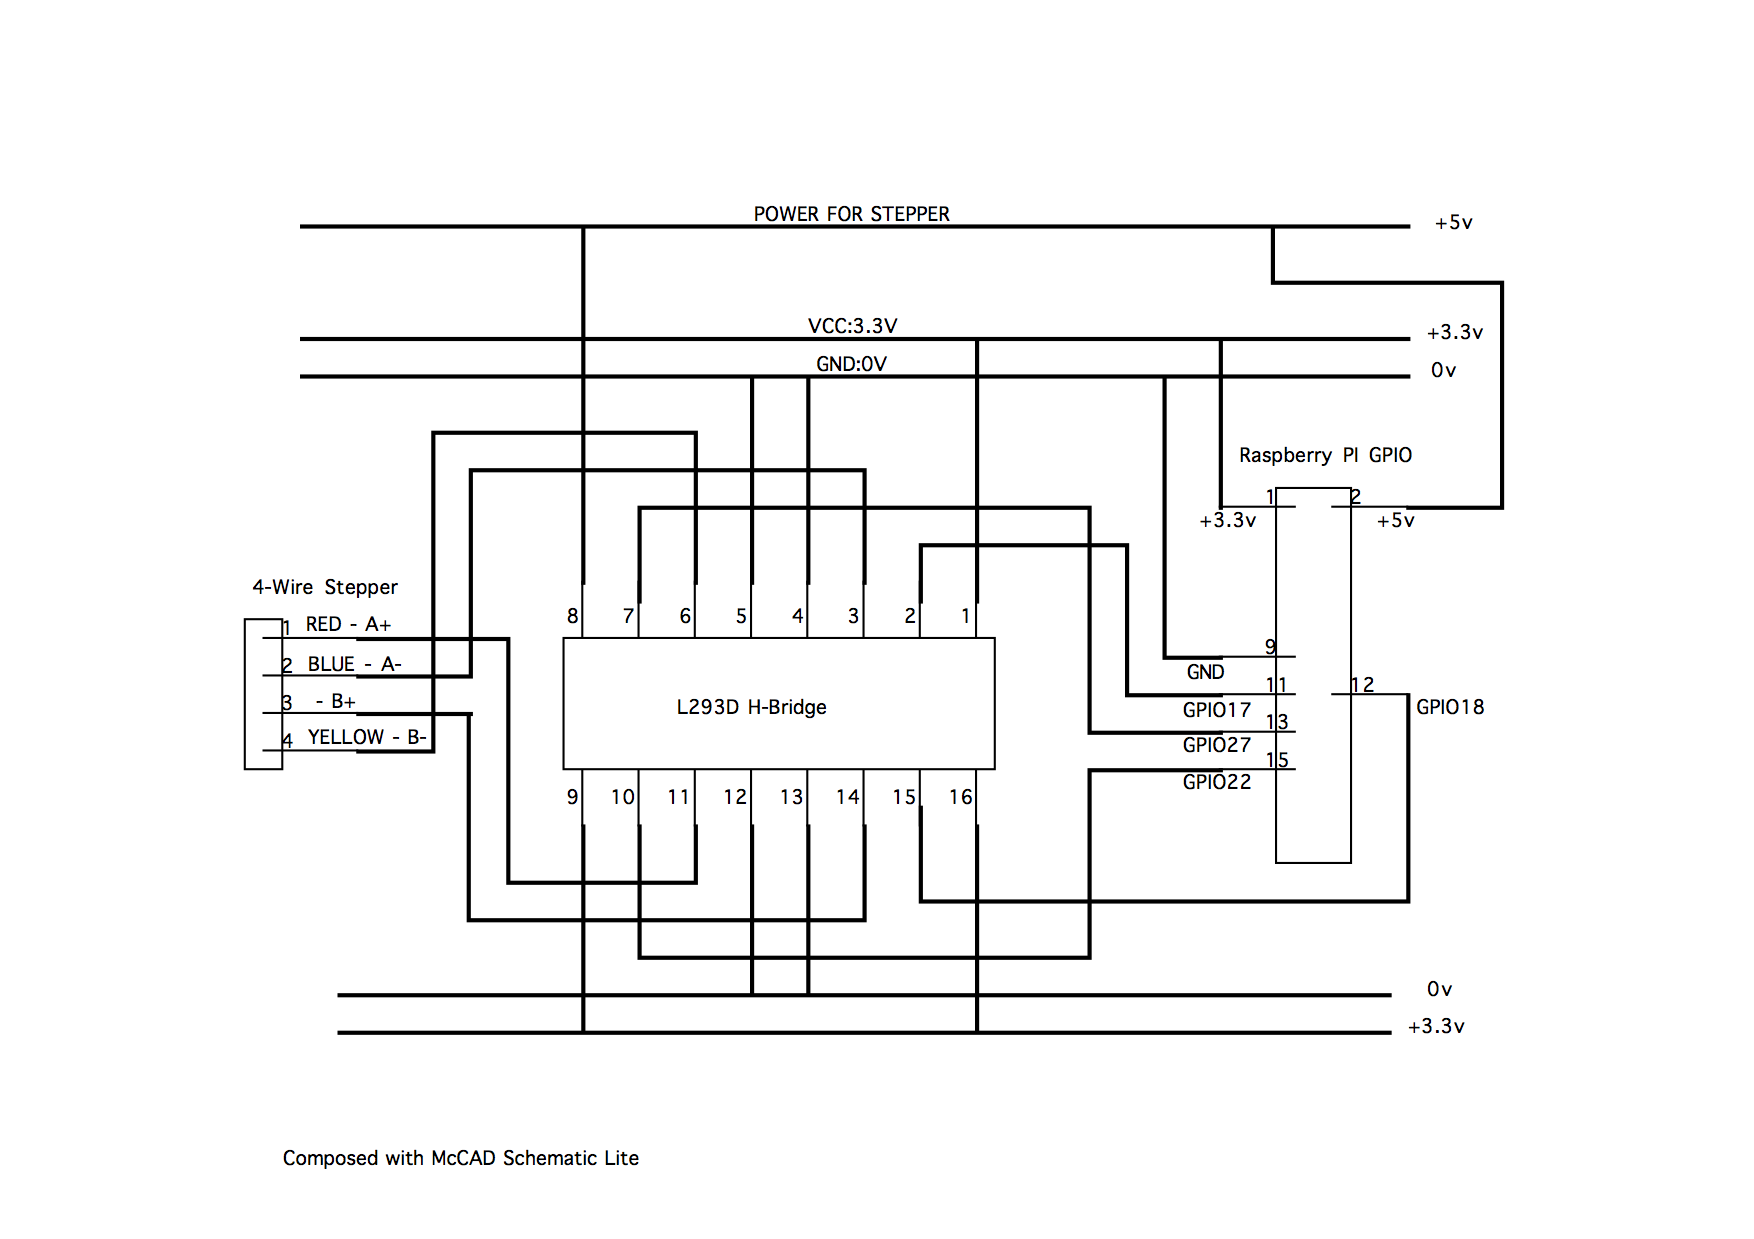 POWER FOR STEPPER
+5v
VCC:3.3V
+3.3v
GND:0V
0v
Raspberry PI GPIO
1
2
+3.3v
+5v
4-Wire Stepper
8
7
6
5
4
3
2
1
1 RED - A+
2 BLUE - A-
3 - B+
4 YELLOW - B-
L293D H-Bridge
9
GND
11
12
GPIO17
GPIO18
13
GPIO27
15
GPIO22
9
10
11
12
13
14
15
16
0v
+3.3v
Composed with McCAD Schematic Lite